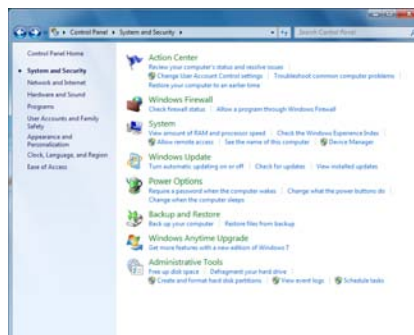 Control Panel ▸ System and Security ▸
Search Control Panel
Control Panel Home
System and Security
Network and Internet
Hardware and Sound
Programs
User Accounts and Family
Safety
Appearance and
Personalization
Clock, Language, and Region
Ease of Access
Action Center
Review your computer's status and resolve issues
Change User Account Control settings
Troubleshoot common computer problems
Restore your computer to an earlier time
Windows Firewall
Check firewall status
Allow a program through Windows Firewall
System
View amount of RAM and processor speed
Check the Windows Experience Index
Allow remote access
See the name of this computer
Device Manager
Windows Update
Turn automatic updating on or off
Check for updates
View installed updates
Power Options
Require a password when the computer wakes
Change what the power buttons do
Change when the computer sleeps
Backup and Restore
Back up your computer
Restore files from backup
Windows Anytime Upgrade
Get more features with a new edition of Windows 7
Administrative Tools
Free up disk space
Defragment your hard drive
Create and format hard disk partitions
View event logs
Schedule tasks